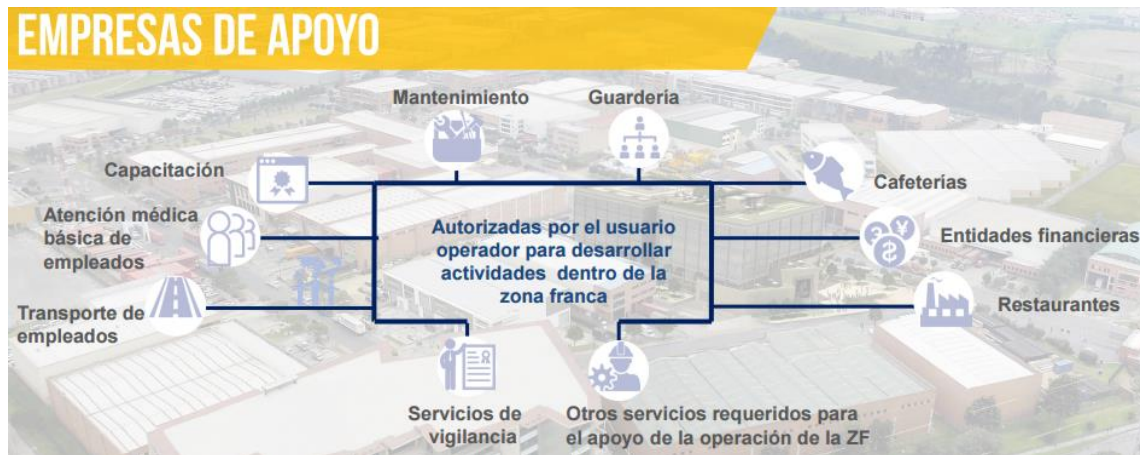 EMPRESAS DE APOYO
Mantenimiento
Guardería
Capacitación
Cafeterías
Atención médica
básica de
empleados
Autorizadas por el usuario
operador para desarrollar
actividades dentro de la
zona franca
Entidades financieras
Transporte de
empleados
Restaurantes
Servicios de
vigilancia
Otros servicios requeridos para
el apoyo de la operación de la ZF